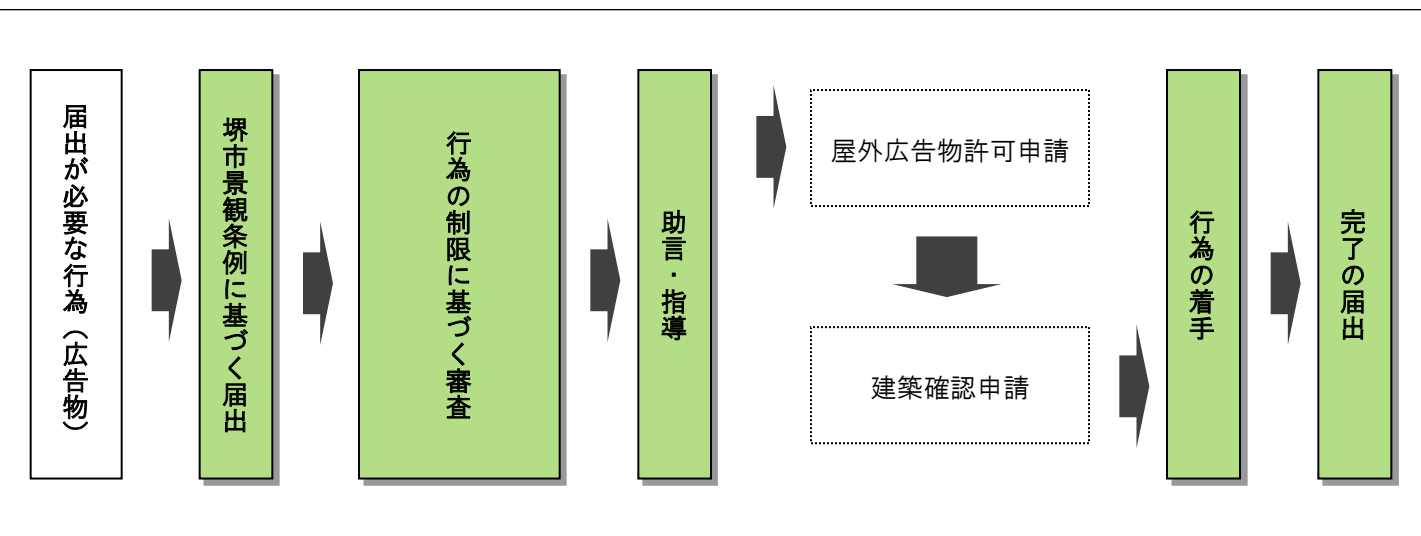 届出が必要な行為（広告物）
堺市景観条例に基づく届出
行為の制限に基づく審査
助言・指導
屋外広告物許可申請
建築確認申請
行為の着手
完了の届出